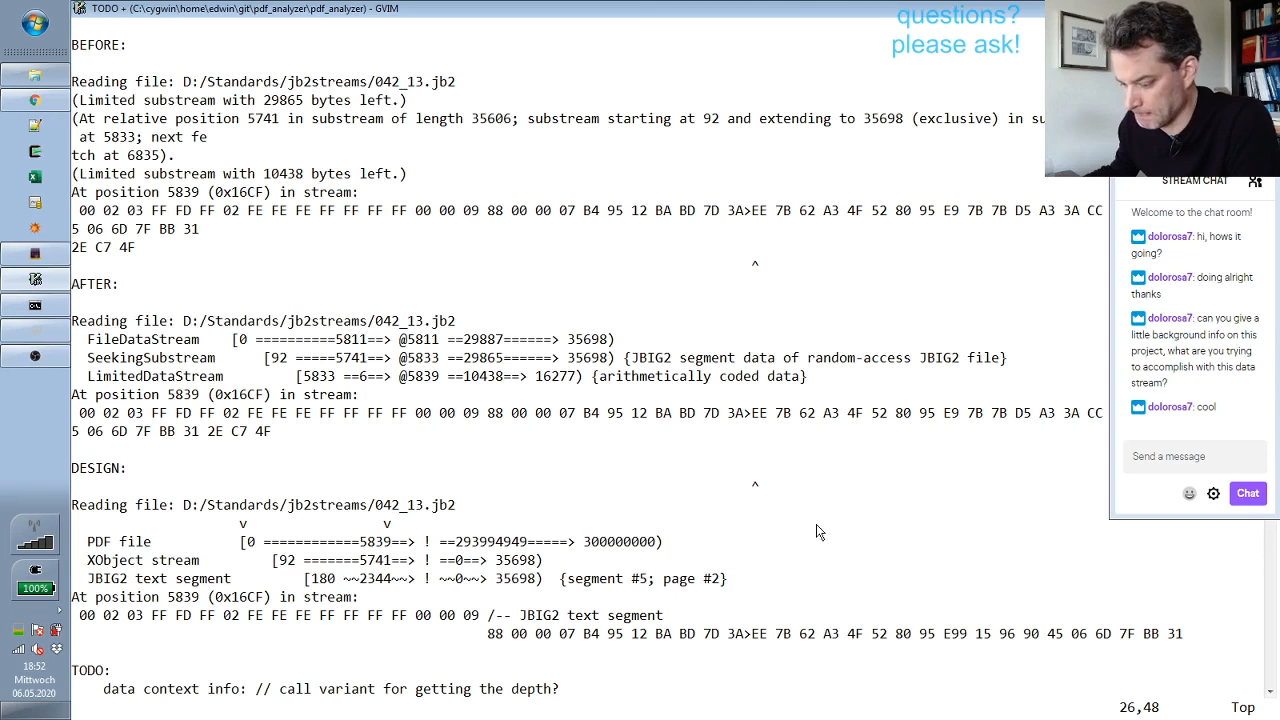 TODO + (C:\cygwin\home\edwin\git\pdf_analyzer\pdf_analyzer) - GVIM
questions?
please ask!
BEFORE:
Reading file: D:/Standards/jb2streams/042_13.jb2
(Limited substream with 29865 bytes left.)
(At relative position 5741 in substream of length 35606; substream starting at 92 and extending to 35698 (exclusive) in su
at 5833; next fe
tch at 6835).
(Limited substream with 10438 bytes left.)
At position 5839 (0x16CF) in stream:
00 02 03 FF FD FF 02 FE FE FE FF FF FF FF 00 00 09 88 00 00 07 B4 95 12 BA BD 7D 3A>EE 7B 62 A3 4F 52 80 95 E9 7B 7B D5 A3 3A CC
5 06 6D 7F BB 31
2E C7 4F
^
AFTER:
Reading file: D:/Standards/jb2streams/042_13.jb2
FileDataStream [0 ==========5811==> @5811 ==29887======> 35698)
SeekingSubstream [92 =====5741==> @5833 ==29865======> 35698) {JBIG2 segment data of random-access JBIG2 file}
LimitedDataStream [5833 ==6=> @5839 ==10438==> 16277) {arithmetically coded data}
At position 5839 (0x16CF) in stream:
00 02 03 FF FD FF 02 FE FE FE FF FF FF FF 00 00 09 88 00 00 07 B4 95 12 BA BD 7D 3A>EE 7B 62 A3 4F 52 80 95 E9 7B 7B D5 A3 3A CC
5 06 6D 7F BB 31 2E C7 4F
DESIGN:
^
Reading file: D:/Standards/jb2streams/042_13.jb2
v v
PDF file [0 ============5839==> ! ==293994949=====> 300000000)
XObject stream [92 =======5741==> ! ==0==> 35698)
JBIG2 text segment [180 ~~2344~~> ! ~~0~~> 35698) {segment #5; page #2}
At position 5839 (0x16CF) in stream:
00 02 03 FF FD FF 02 FE FE FE FF FF FF FF 00 00 09 /-- JBIG2 text segment
88 00 00 07 B4 95 12 BA BD 7D 3A>EE 7B 62 A3 4F 52 80 95 E99 15 96 90 45 06 6D 7F BB 31
TODO:
data context info: // call variant for getting the depth?
26,48 Top
STREAM CHAT
Welcome to the chat room!
dolorosa7: hi, hows it
going?
dolorosa7: doing alright
thanks
dolorosa7: can you give a
little background info on this
project, what are you trying
to accomplish with this data
stream?
dolorosa7: cool
Send a message
Chat
100%
18:52
Mittwoch
06.05.2020